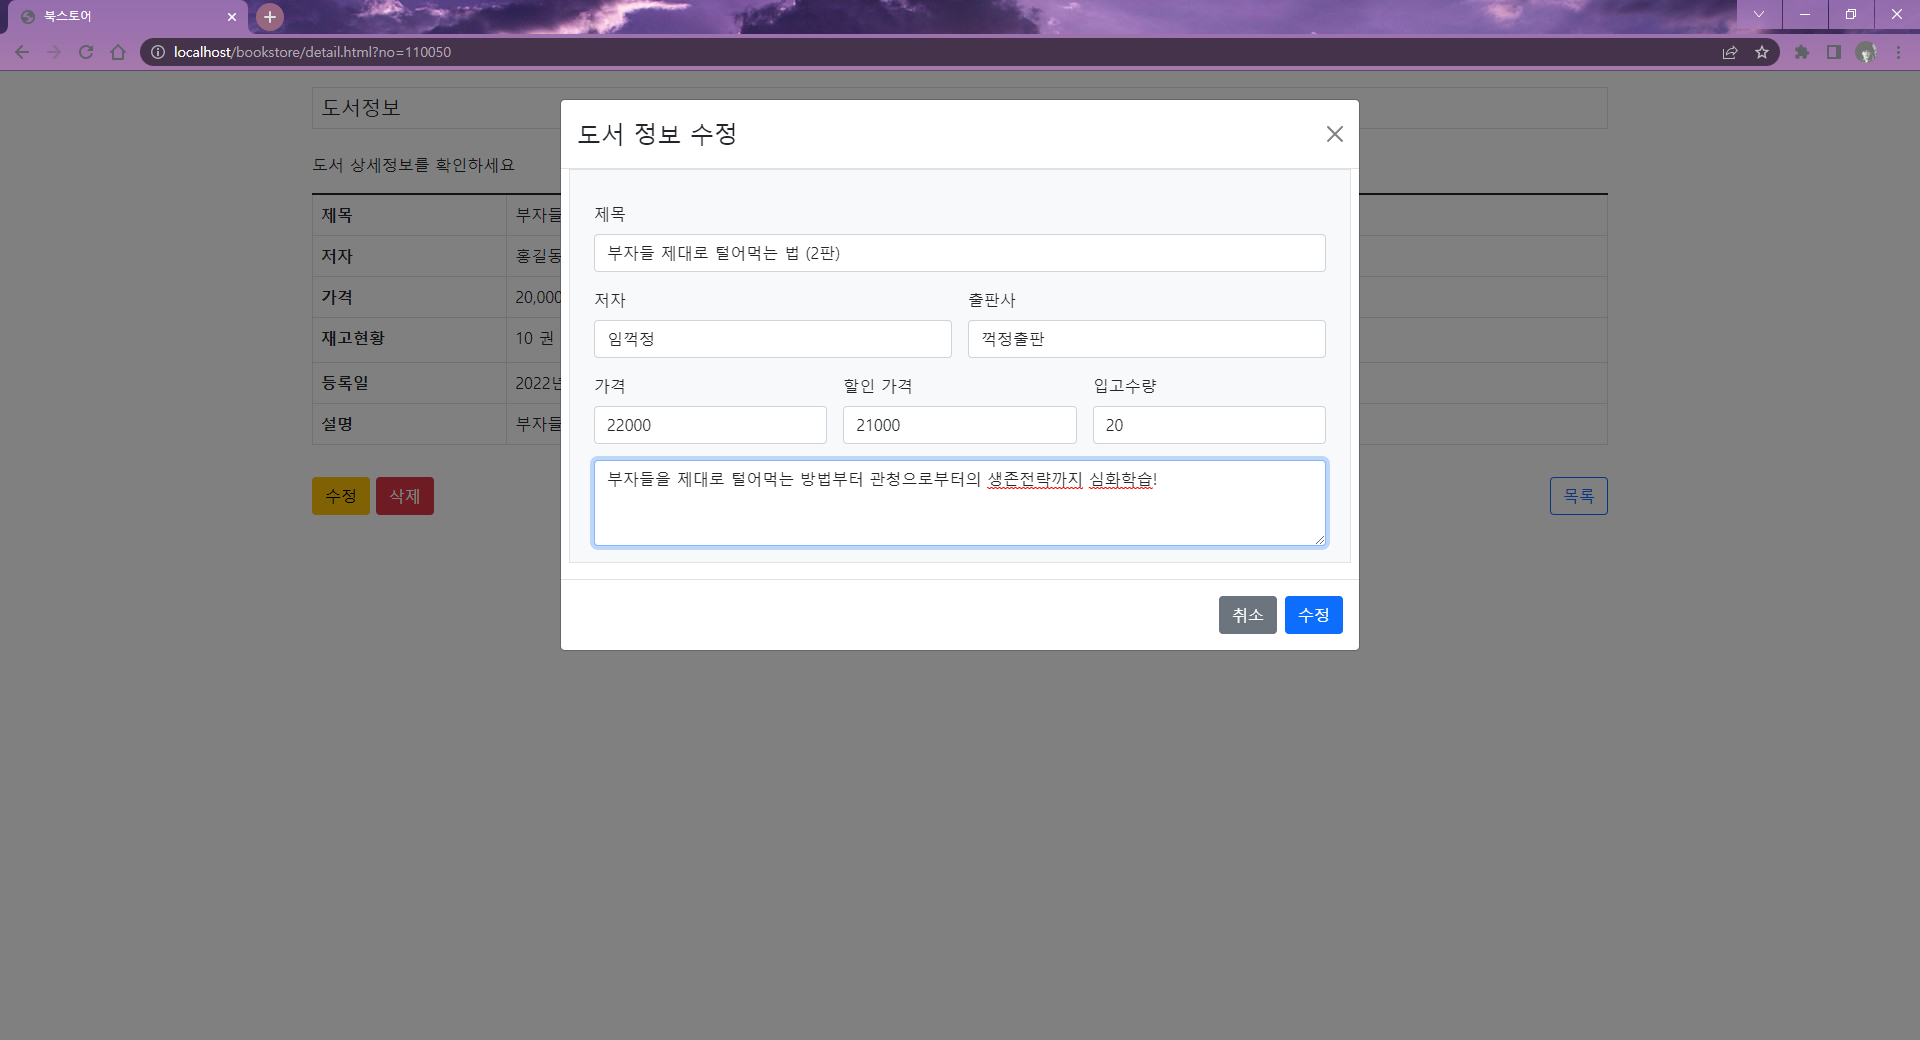 북스토어
localhost/bookstore/detail.html?no=110050
도서정보
도서 상세정보를 확인하세요
제목 부자들
저자 홍길동
가격 20,000
재고현황 10 권
등록일 2022년
설명 부자들
수정 삭제 목록
도서 정보 수정
제목
부자들 제대로 털어먹는 법 (2판)
저자 출판사
임꺽정 꺽정출판
가격 할인 가격 입고수량
22000 21000 20
부자들을 제대로 털어먹는 방법부터 관청으로부터의 생존전략까지 심화학습!
취소 수정